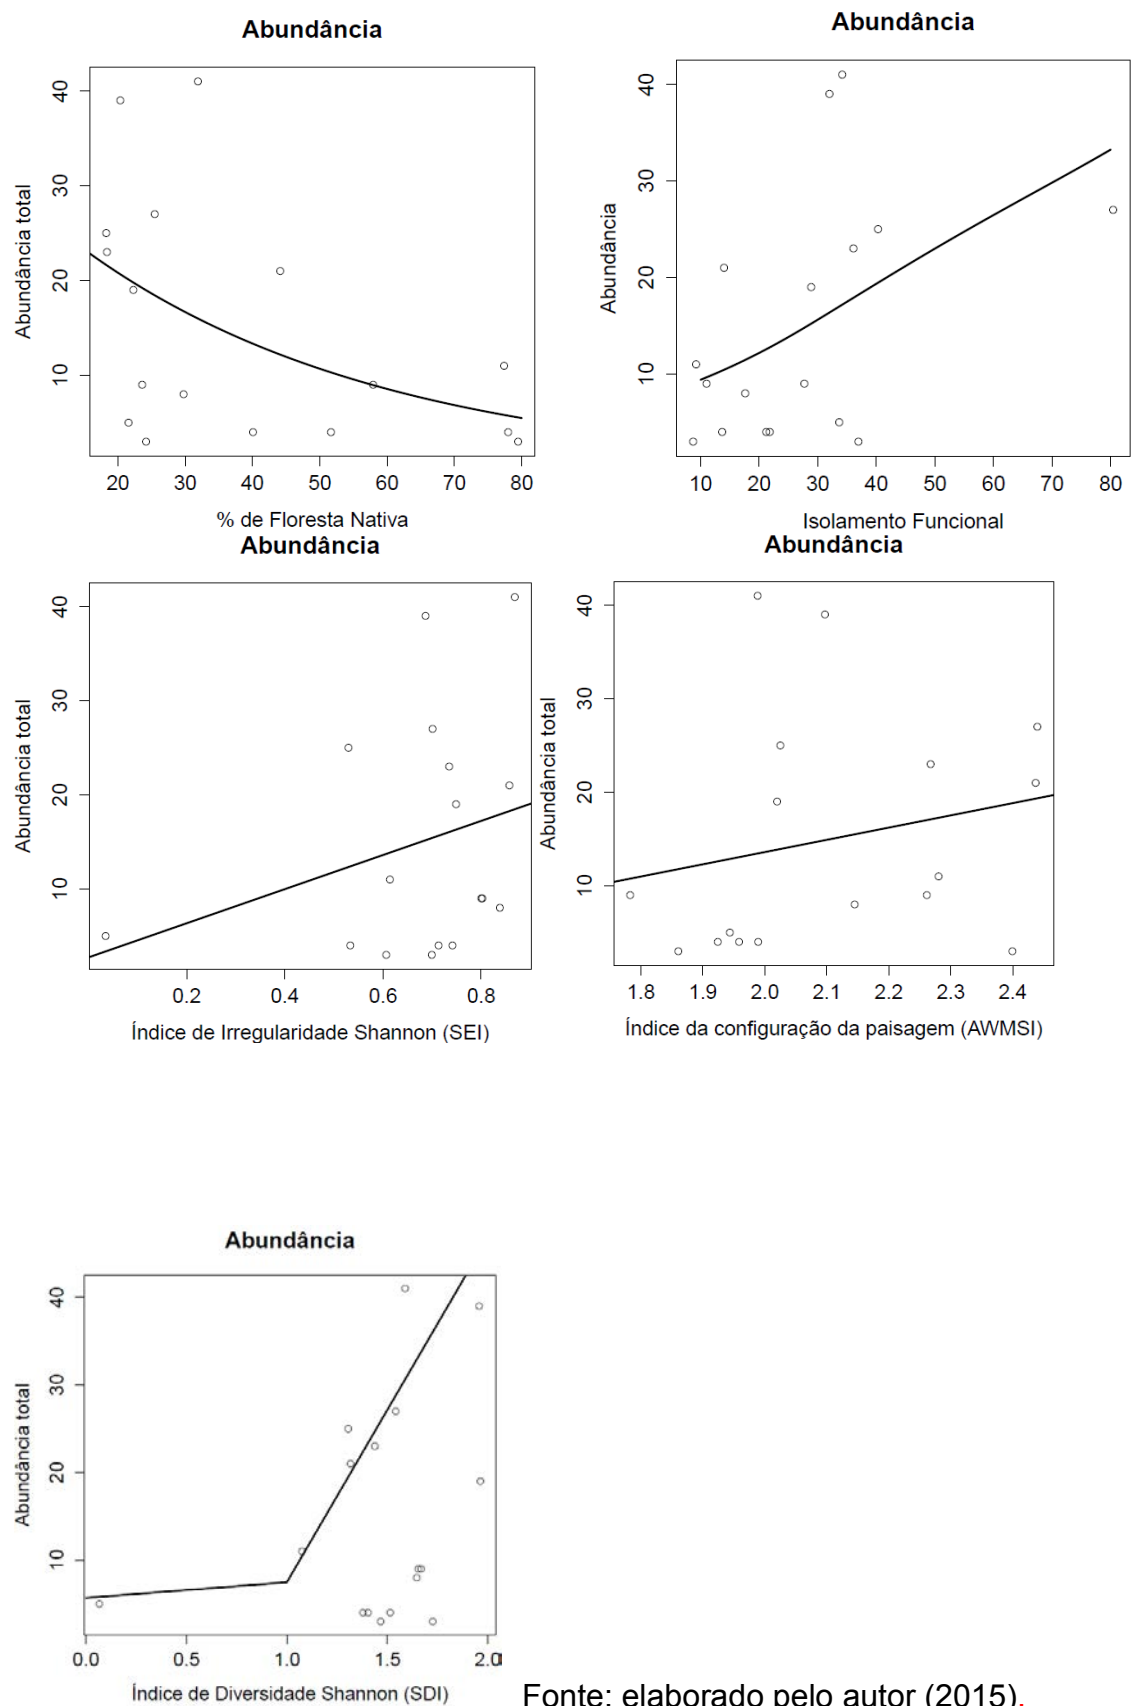 Abundância
Abundância total
40
30
20
10
20 30 40 50 60 70 80
% de Floresta Nativa
Abundância
Abundância
40
30
20
10
10 20 30 40 50 60 70 80
Isolamento Funcional
Abundância
Abundância total
40
30
20
10
0.2 0.4 0.6 0.8
Índice de Irregularidade Shannon (SEI)
Abundância
Abundância total
40
30
20
10
1.8 1.9 2.0 2.1 2.2 2.3 2.4
Índice da configuração da paisagem (AWMSI)
Abundância
Abundância total
40
30
20
10
0.0 0.5 1.0 1.5 2.0
Índice de Diversidade Shannon (SDI)
Fonte: elaborado pelo autor (2015).